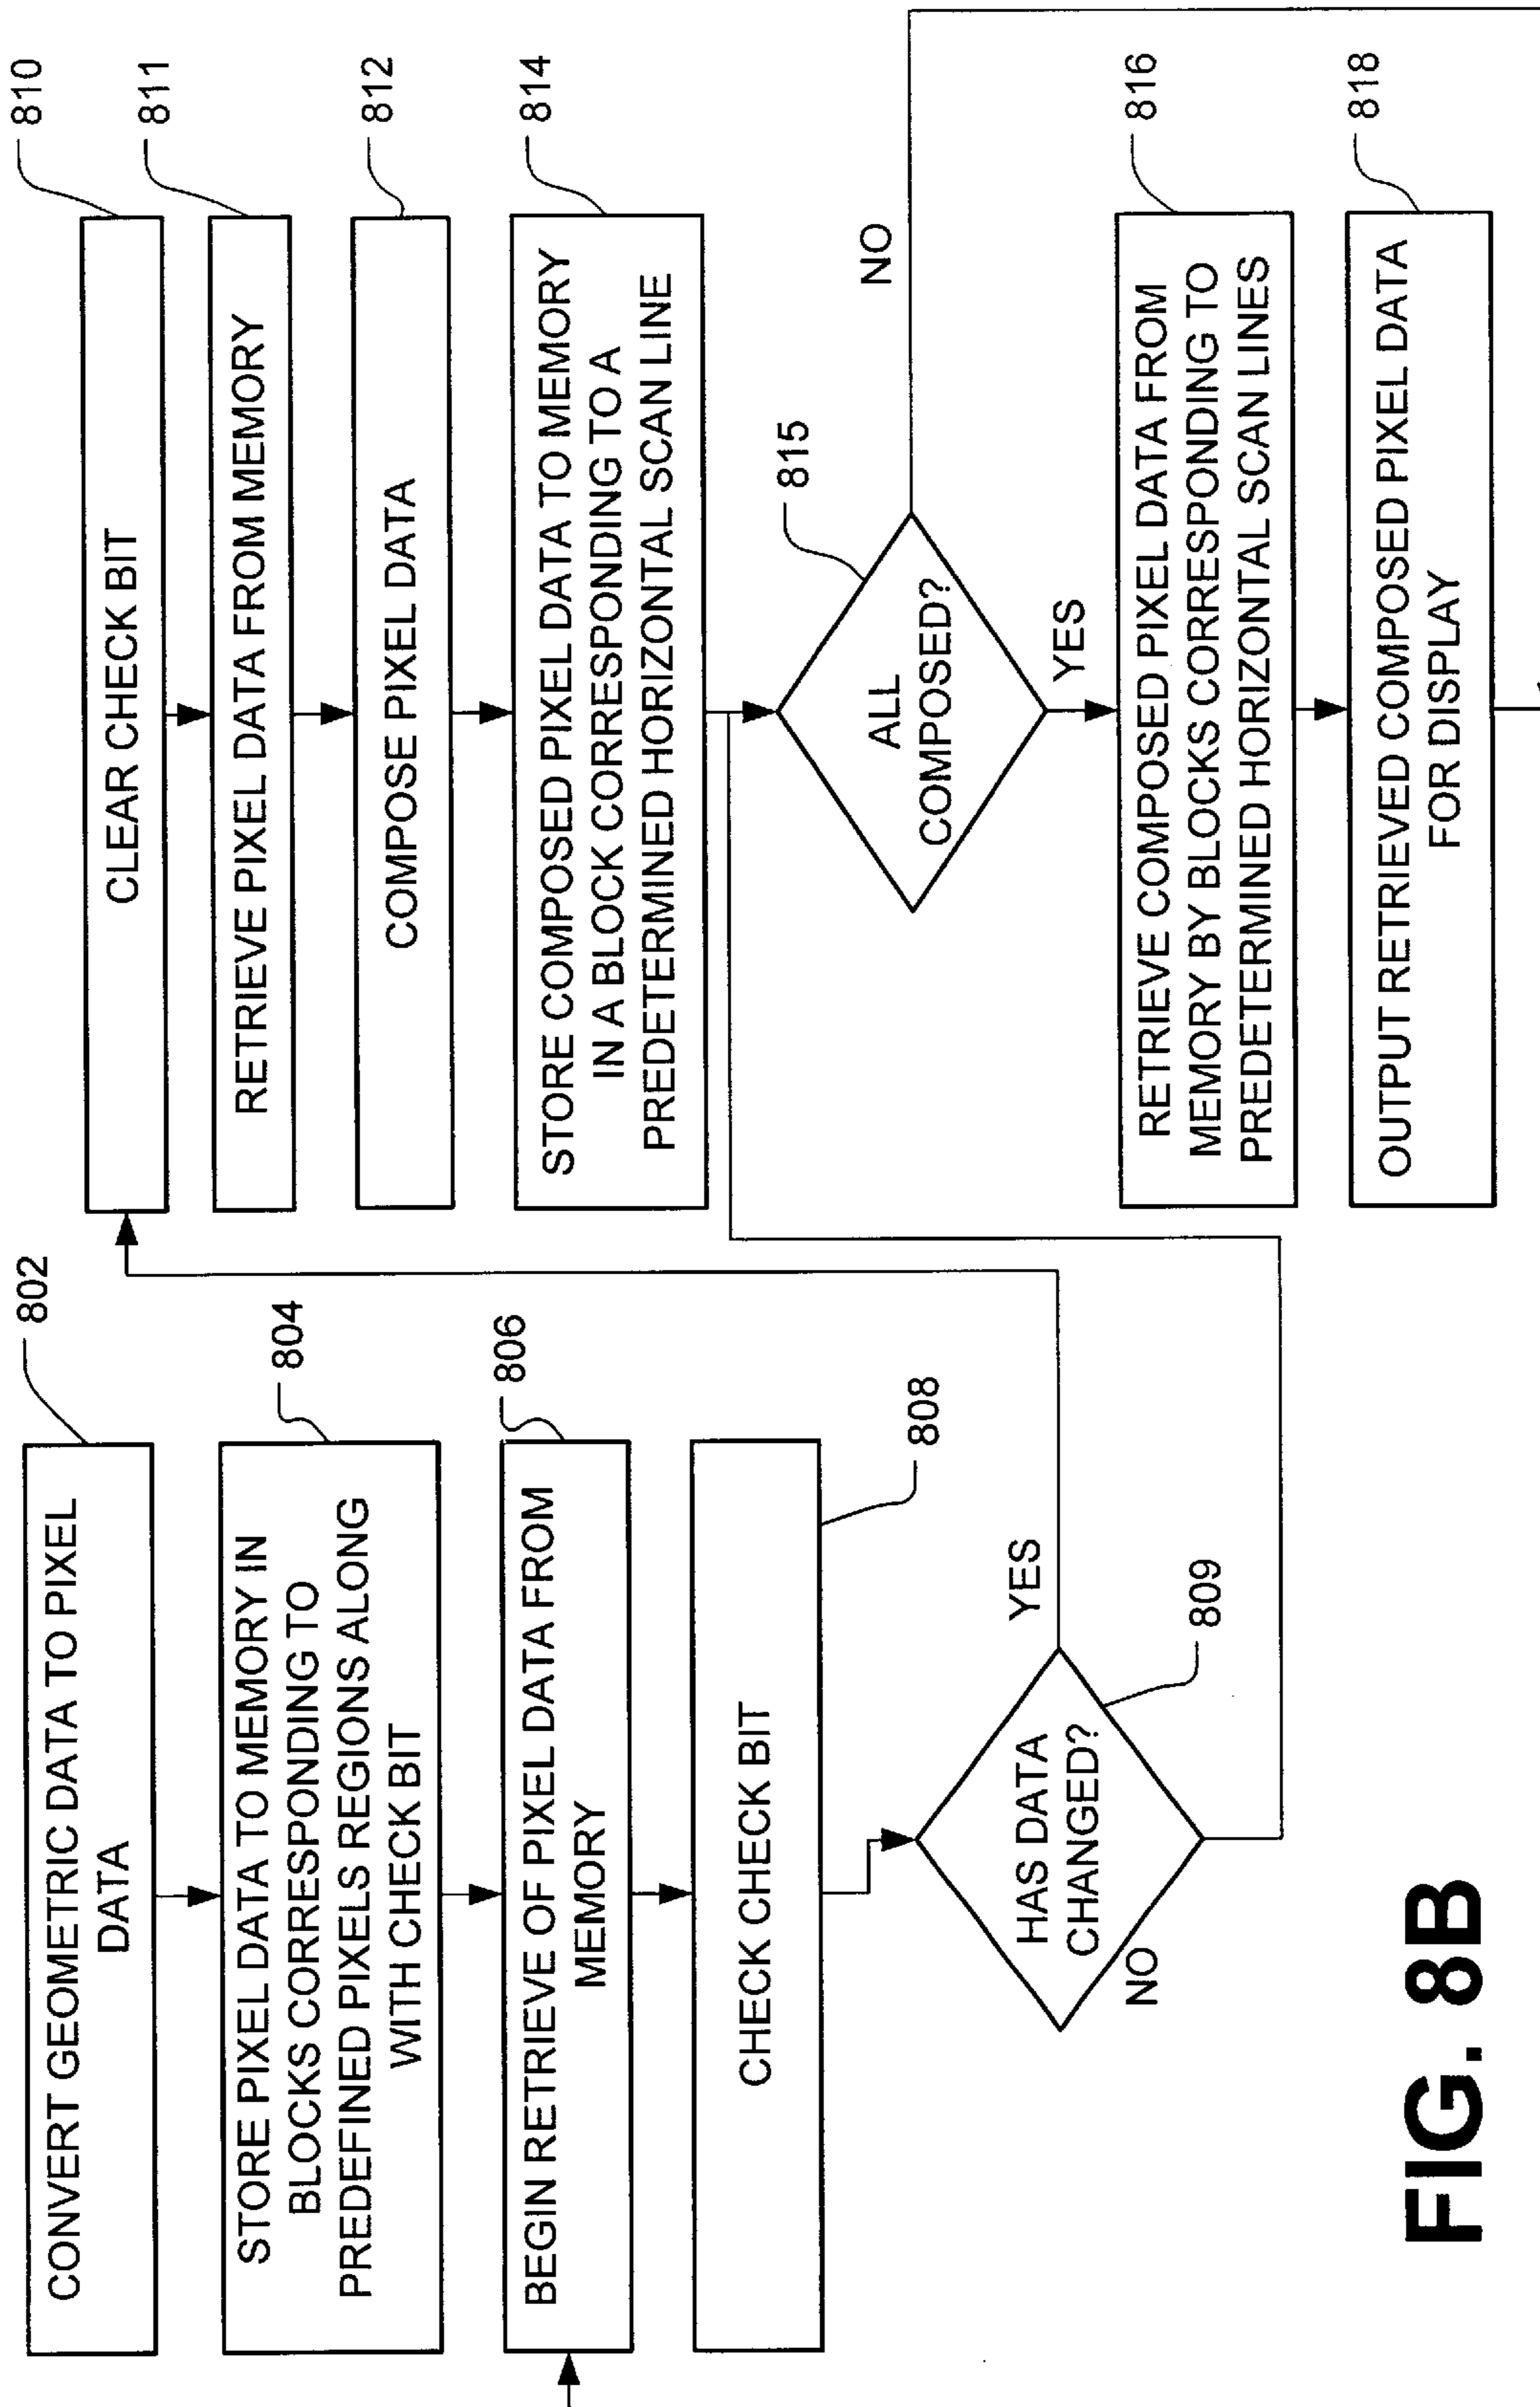 802
CONVERT GEOMETRIC DATA TO PIXEL
DATA
804
STORE PIXEL DATA TO MEMORY IN
BLOCKS CORRESPONDING TO
PREDEFINED PIXELS REGIONS ALONG
WITH CHECK BIT
806
BEGIN RETRIEVE OF PIXEL DATA FROM
MEMORY
808
CHECK CHECK BIT
809
HAS DATA
CHANGED?
YES
NO
810
CLEAR CHECK BIT
811
RETRIEVE PIXEL DATA FROM MEMORY
812
COMPOSE PIXEL DATA
814
STORE COMPOSED PIXEL DATA TO MEMORY
IN A BLOCK CORRESPONDING TO A
PREDETERMINED HORIZONTAL SCAN LINE
815
ALL
COMPOSED?
NO
YES
816
RETRIEVE COMPOSED PIXEL DATA FROM
MEMORY BY BLOCKS CORRESPONDING TO
PREDETERMINED HORIZONTAL SCAN LINES
818
OUTPUT RETRIEVED COMPOSED PIXEL DATA
FOR DISPLAY
FIG. 8B